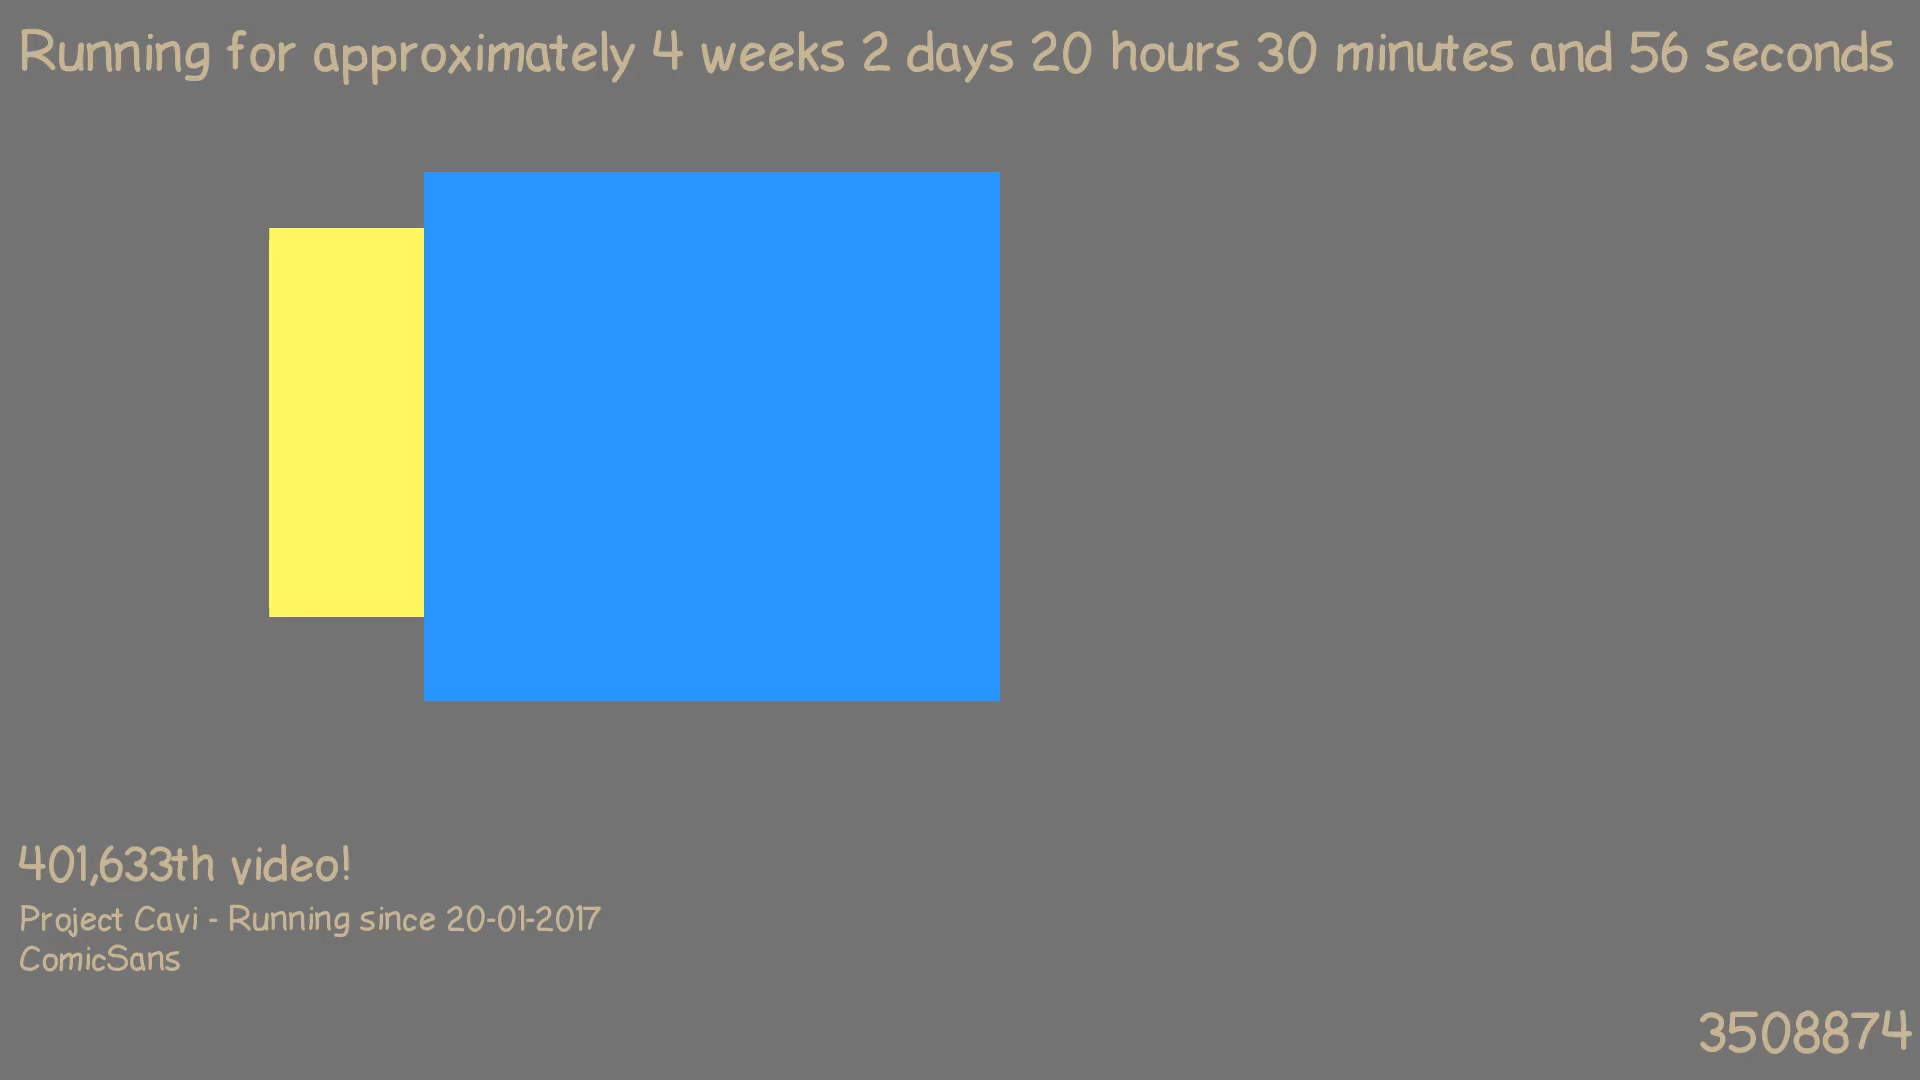 Running for approximately 4 weeks 2 days 20 hours 30 minutes and 56 seconds
401,633th video!
Project Cavi - Running since 20-01-2017
ComicSans
3508874